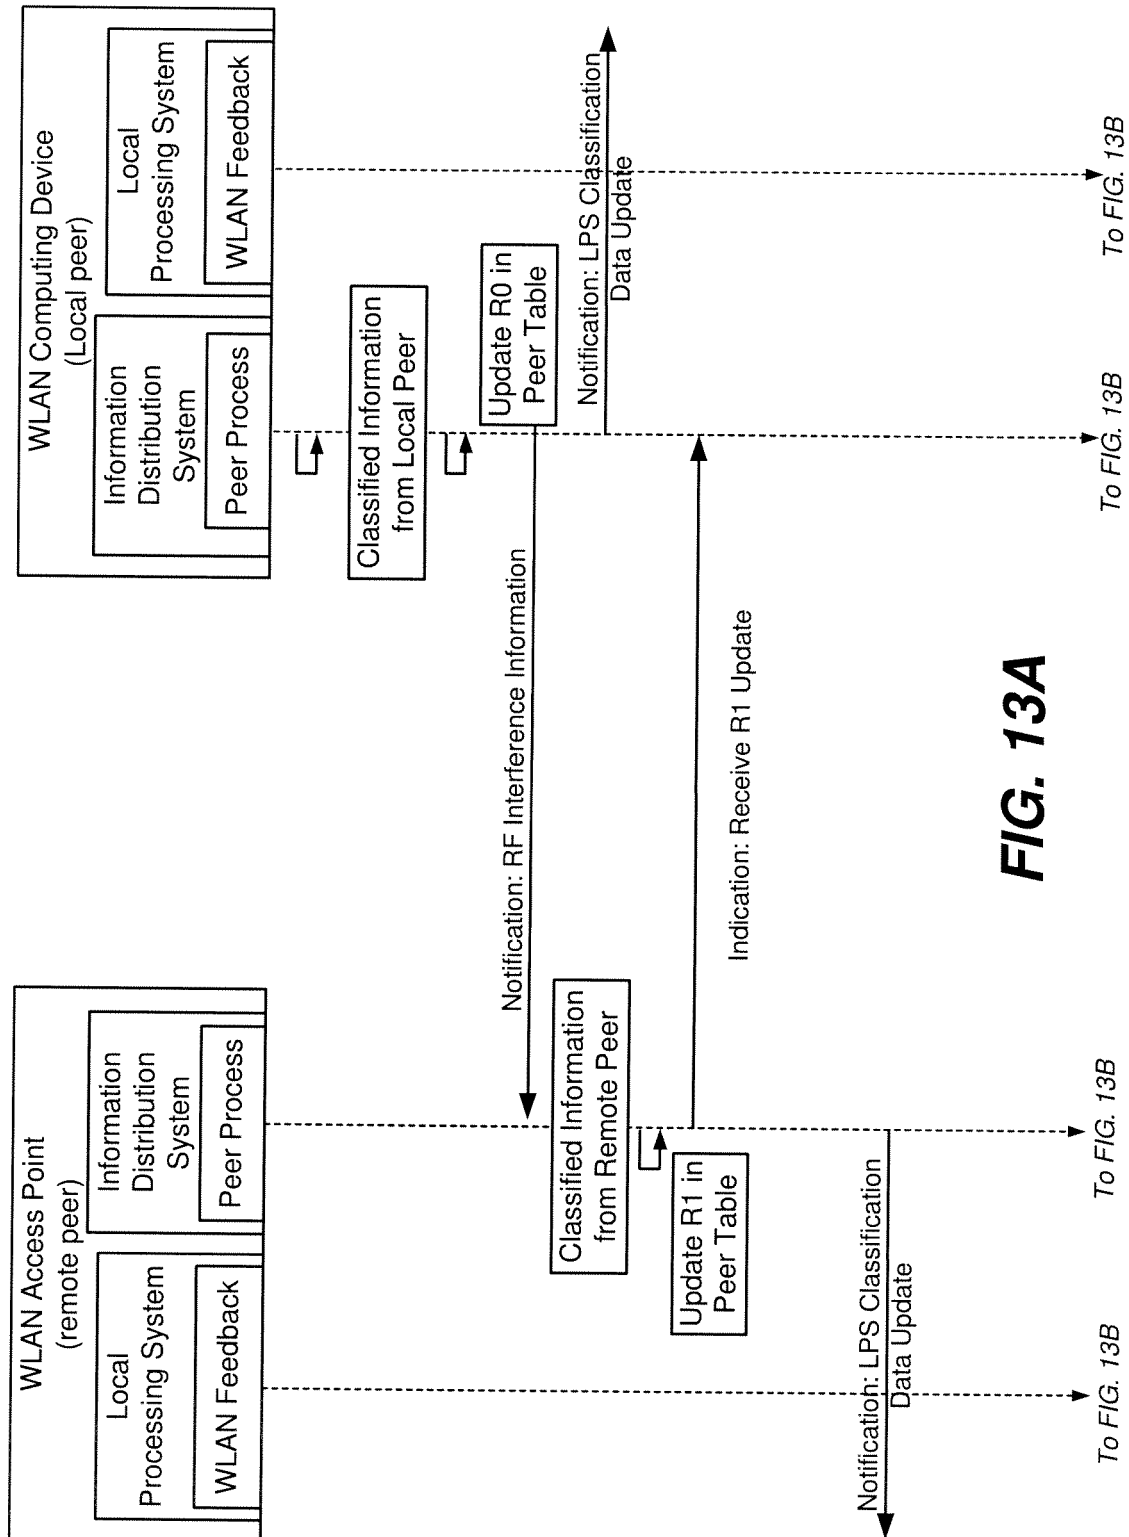 WLAN Access Point
(remote peer)
Local
Processing System
WLAN Feedback
Information
Distribution
System
Peer Process
WLAN Computing Device
(Local peer)
Information
Distribution
System
Peer Process
Local
Processing System
WLAN Feedback
Classified Information
from Local Peer
Update R0 in
Peer Table
Notification: RF Interference Information
Classified Information
from Remote Peer
Notification: LPS Classification
Data Update
Update R1 in
Peer Table
Indication: Receive R1 Update
Notification: LPS Classification
Data Update
To FIG. 13B
To FIG. 13B
To FIG. 13B
To FIG. 13B
FIG. 13A